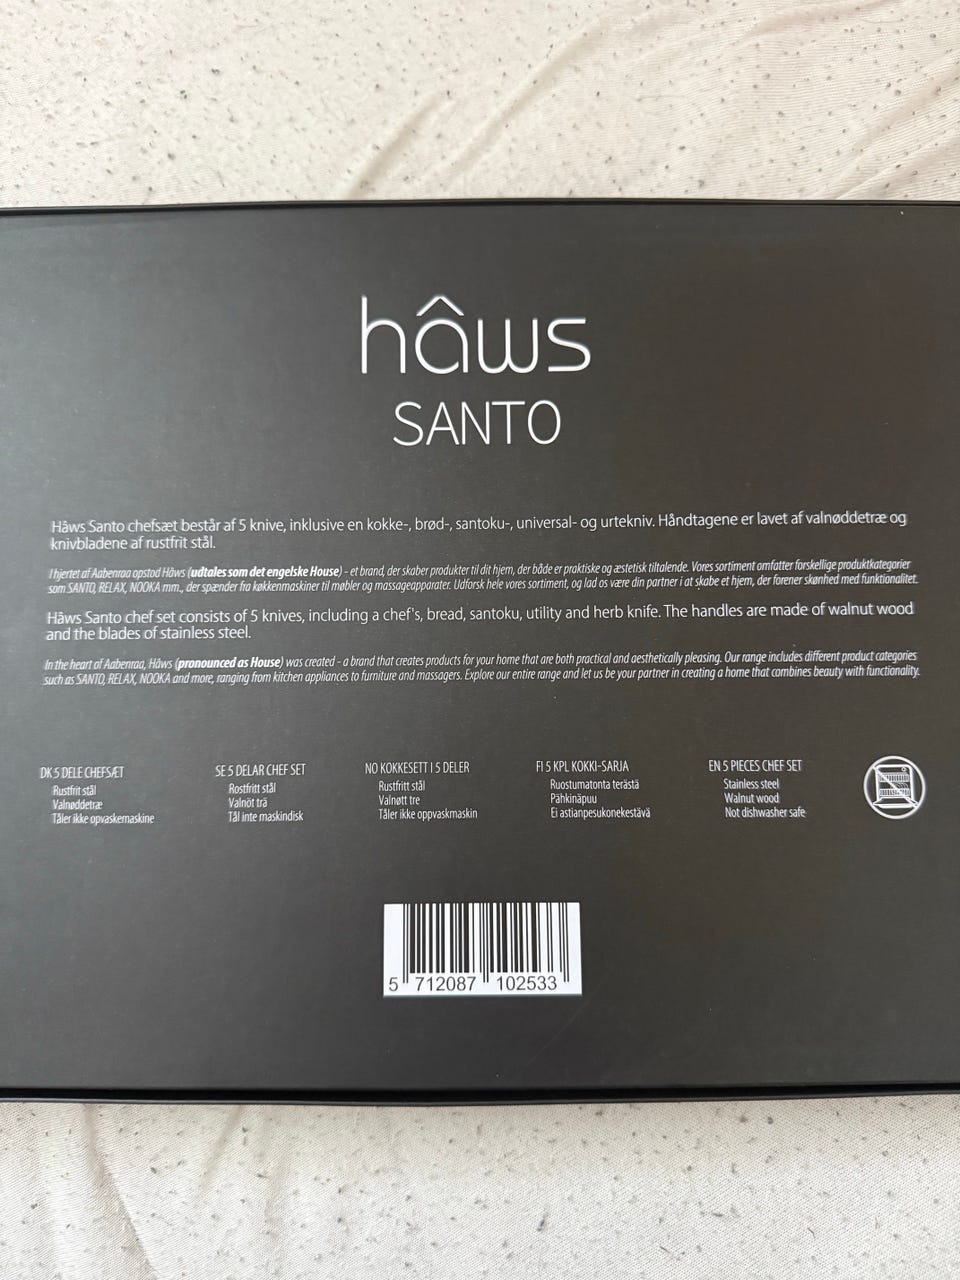 hâws
SANTO
Hâws Santo chefsæt består af 5 knive, inklusive en kokke-, brød-, santoku-, universal- og urtekniv. Håndtagene er lavet af valnøddetræ og
knivbladene af rustfrit stål.
I hjertet af Aabenraa opstod Hâws (udtales som det engelske House) - et brand, der skaber produkter til dit hjem, der både er praktiske og æstetisk tiltalende. Vores sortiment omfatter forskellige produktkategorier
som SANTO, RELAX, NOOKA mm., der spænder fra køkkenmaskiner til møbler og massageapparater. Udforsk hele vores sortiment, og lad os være din partner i at skabe et hjem, der forener skønhed med funktionalitet.
Hâws Santo chef set consists of 5 knives, including a chef's, bread, santoku, utility and herb knife. The handles are made of walnut wood
and the blades of stainless steel.
In the heart of Aabenraa, Hâws (pronounced as House) was created - a brand that creates products for your home that are both practical and aesthetically pleasing. Our range includes different product categories
such as SANTO, RELAX, NOOKA and more, ranging from kitchen appliances to furniture and massagers. Explore our entire range and let us be your partner in creating a home that combines beauty with functionality.
DK 5 DELE CHEFSÆT
Rustfrit stål
Valnøddetræ
Tåler ikke opvaskemaskine
SE 5 DELAR CHEF SET
Rostfritt stål
Valnöt trä
Tål inte maskindisk
NO KOKKESETT I 5 DELER
Rustfritt stål
Valnøtt tre
Tåler ikke oppvaskmaskin
FI 5 KPL KOKKI-SARJA
Ruostumatonta terästä
Pähkinäpuu
Ei astianpesukonekestävä
EN 5 PIECES CHEF SET
Stainless steel
Walnut wood
Not dishwasher safe
5 712087 102533